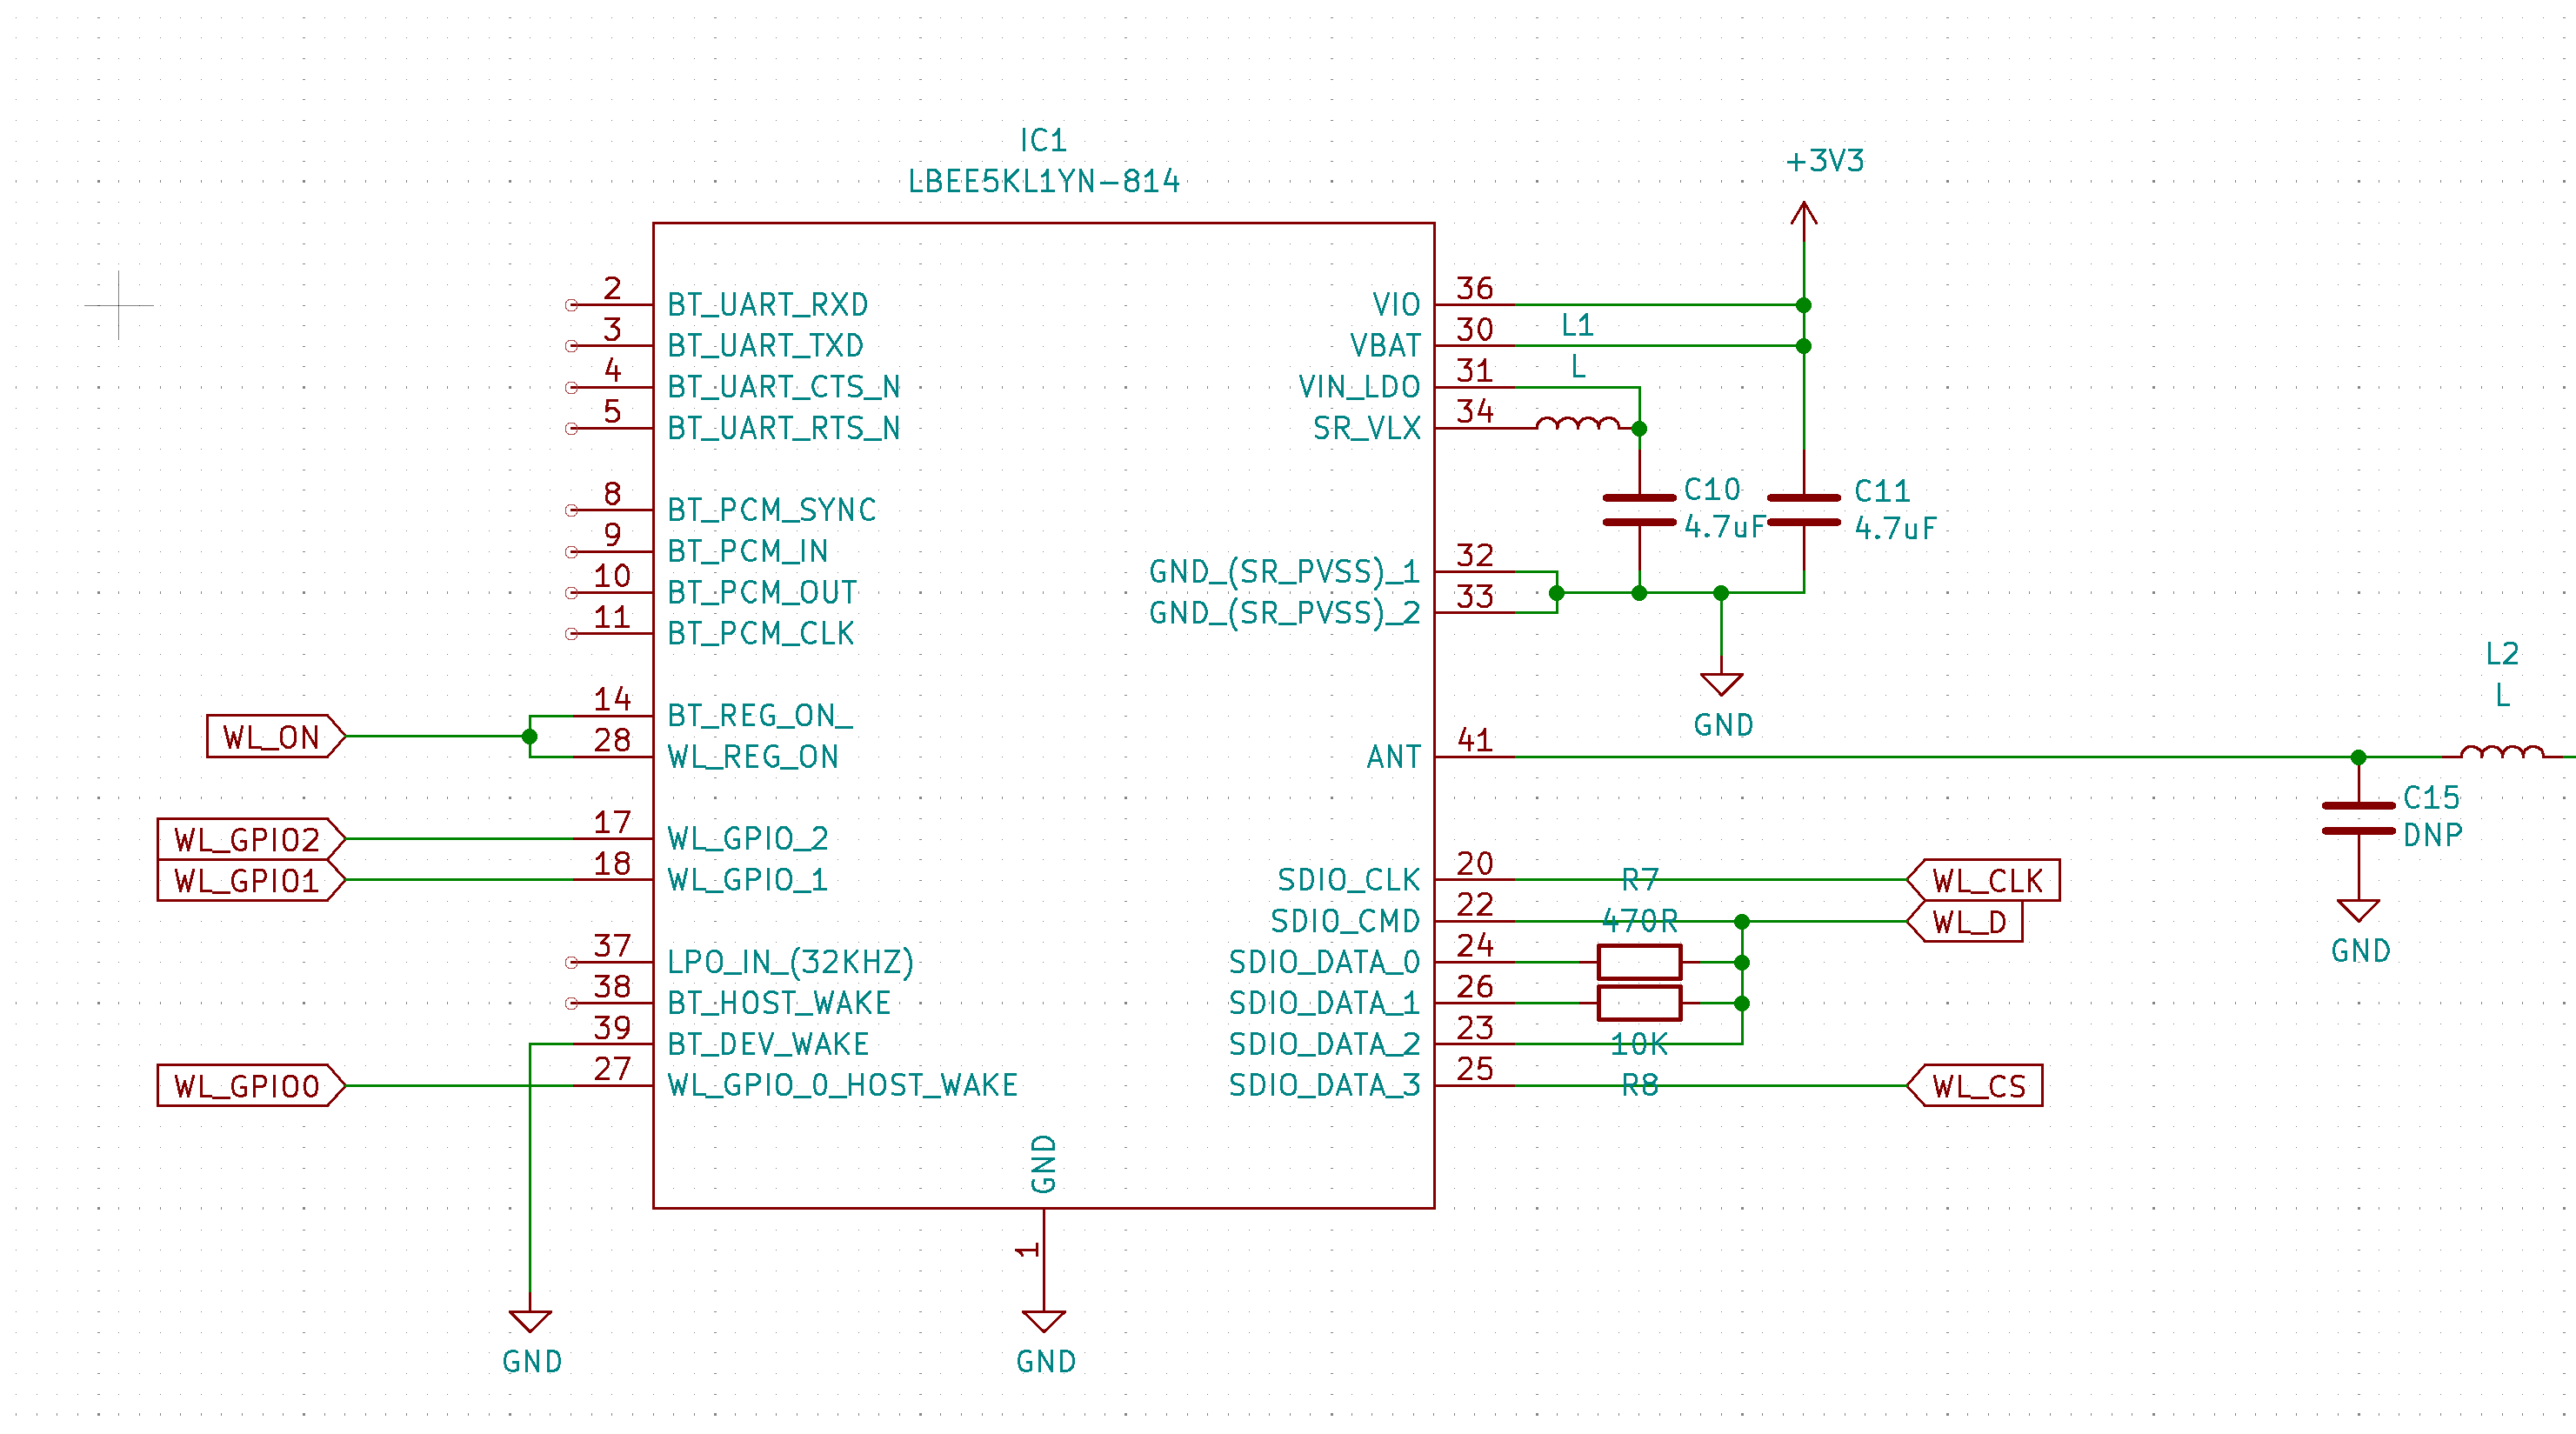 IC1
LBEE5KL1YN-814
+3V3
2 BT_UART_RXD
3 BT_UART_TXD
4 BT_UART_CTS_N
5 BT_UART_RTS_N
8 BT_PCM_SYNC
9 BT_PCM_IN
10 BT_PCM_OUT
11 BT_PCM_CLK
WL_ON
14 BT_REG_ON_
28 WL_REG_ON
WL_GPIO2 17 WL_GPIO_2
WL_GPIO1 18 WL_GPIO_1
37 LPO_IN_(32KHZ)
38 BT_HOST_WAKE
39 BT_DEV_WAKE
WL_GPIO0 27 WL_GPIO_0_HOST_WAKE
VIO 36
VBAT 30
VIN_LDO 31
SR_VLX 34
L1
L
C10
4.7uF
C11
4.7uF
GND_(SR_PVSS)_1 32
GND_(SR_PVSS)_2 33
GND
ANT 41
L2
L
C15
DNP
GND
SDIO_CLK 20 R7 WL_CLK
SDIO_CMD 22 470R WL_D
SDIO_DATA_0 24
SDIO_DATA_1 26
SDIO_DATA_2 23 10K
SDIO_DATA_3 25 R8 WL_CS
GND
1
GND
GND